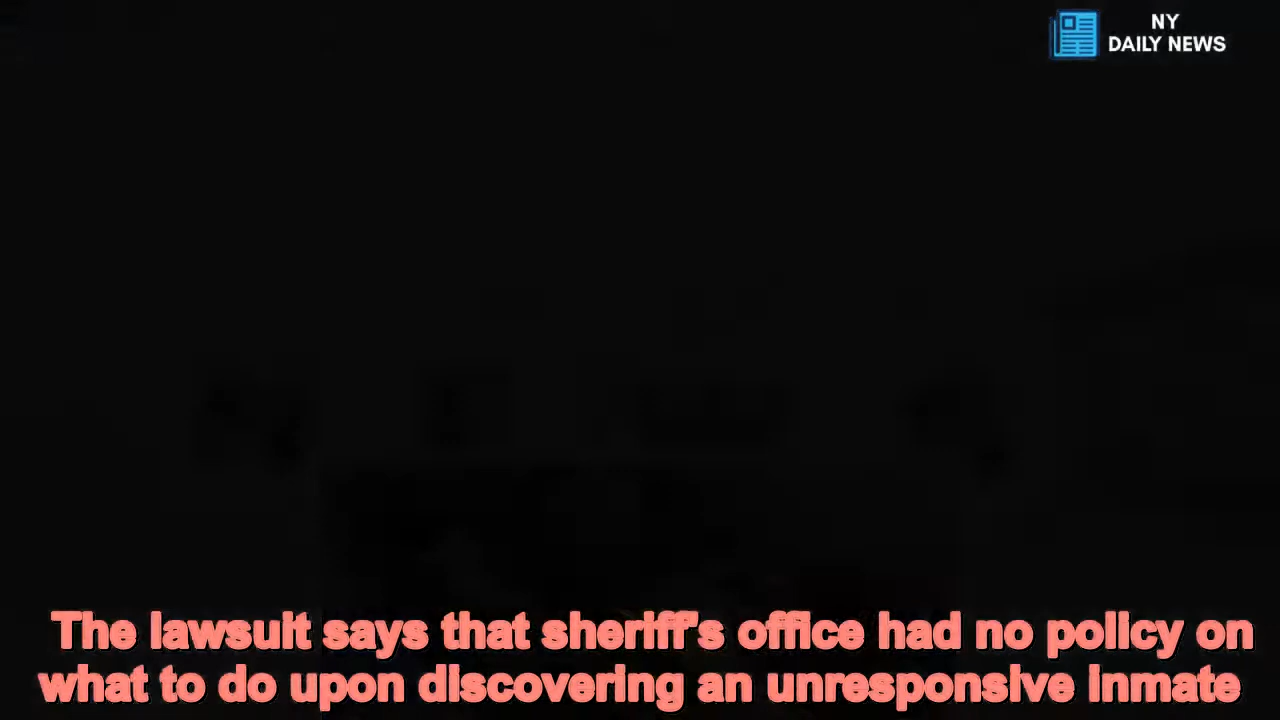 NY
DAILY NEWS
The lawsuit says that sheriff's office had no policy on
what to do upon discovering an unresponsive inmate